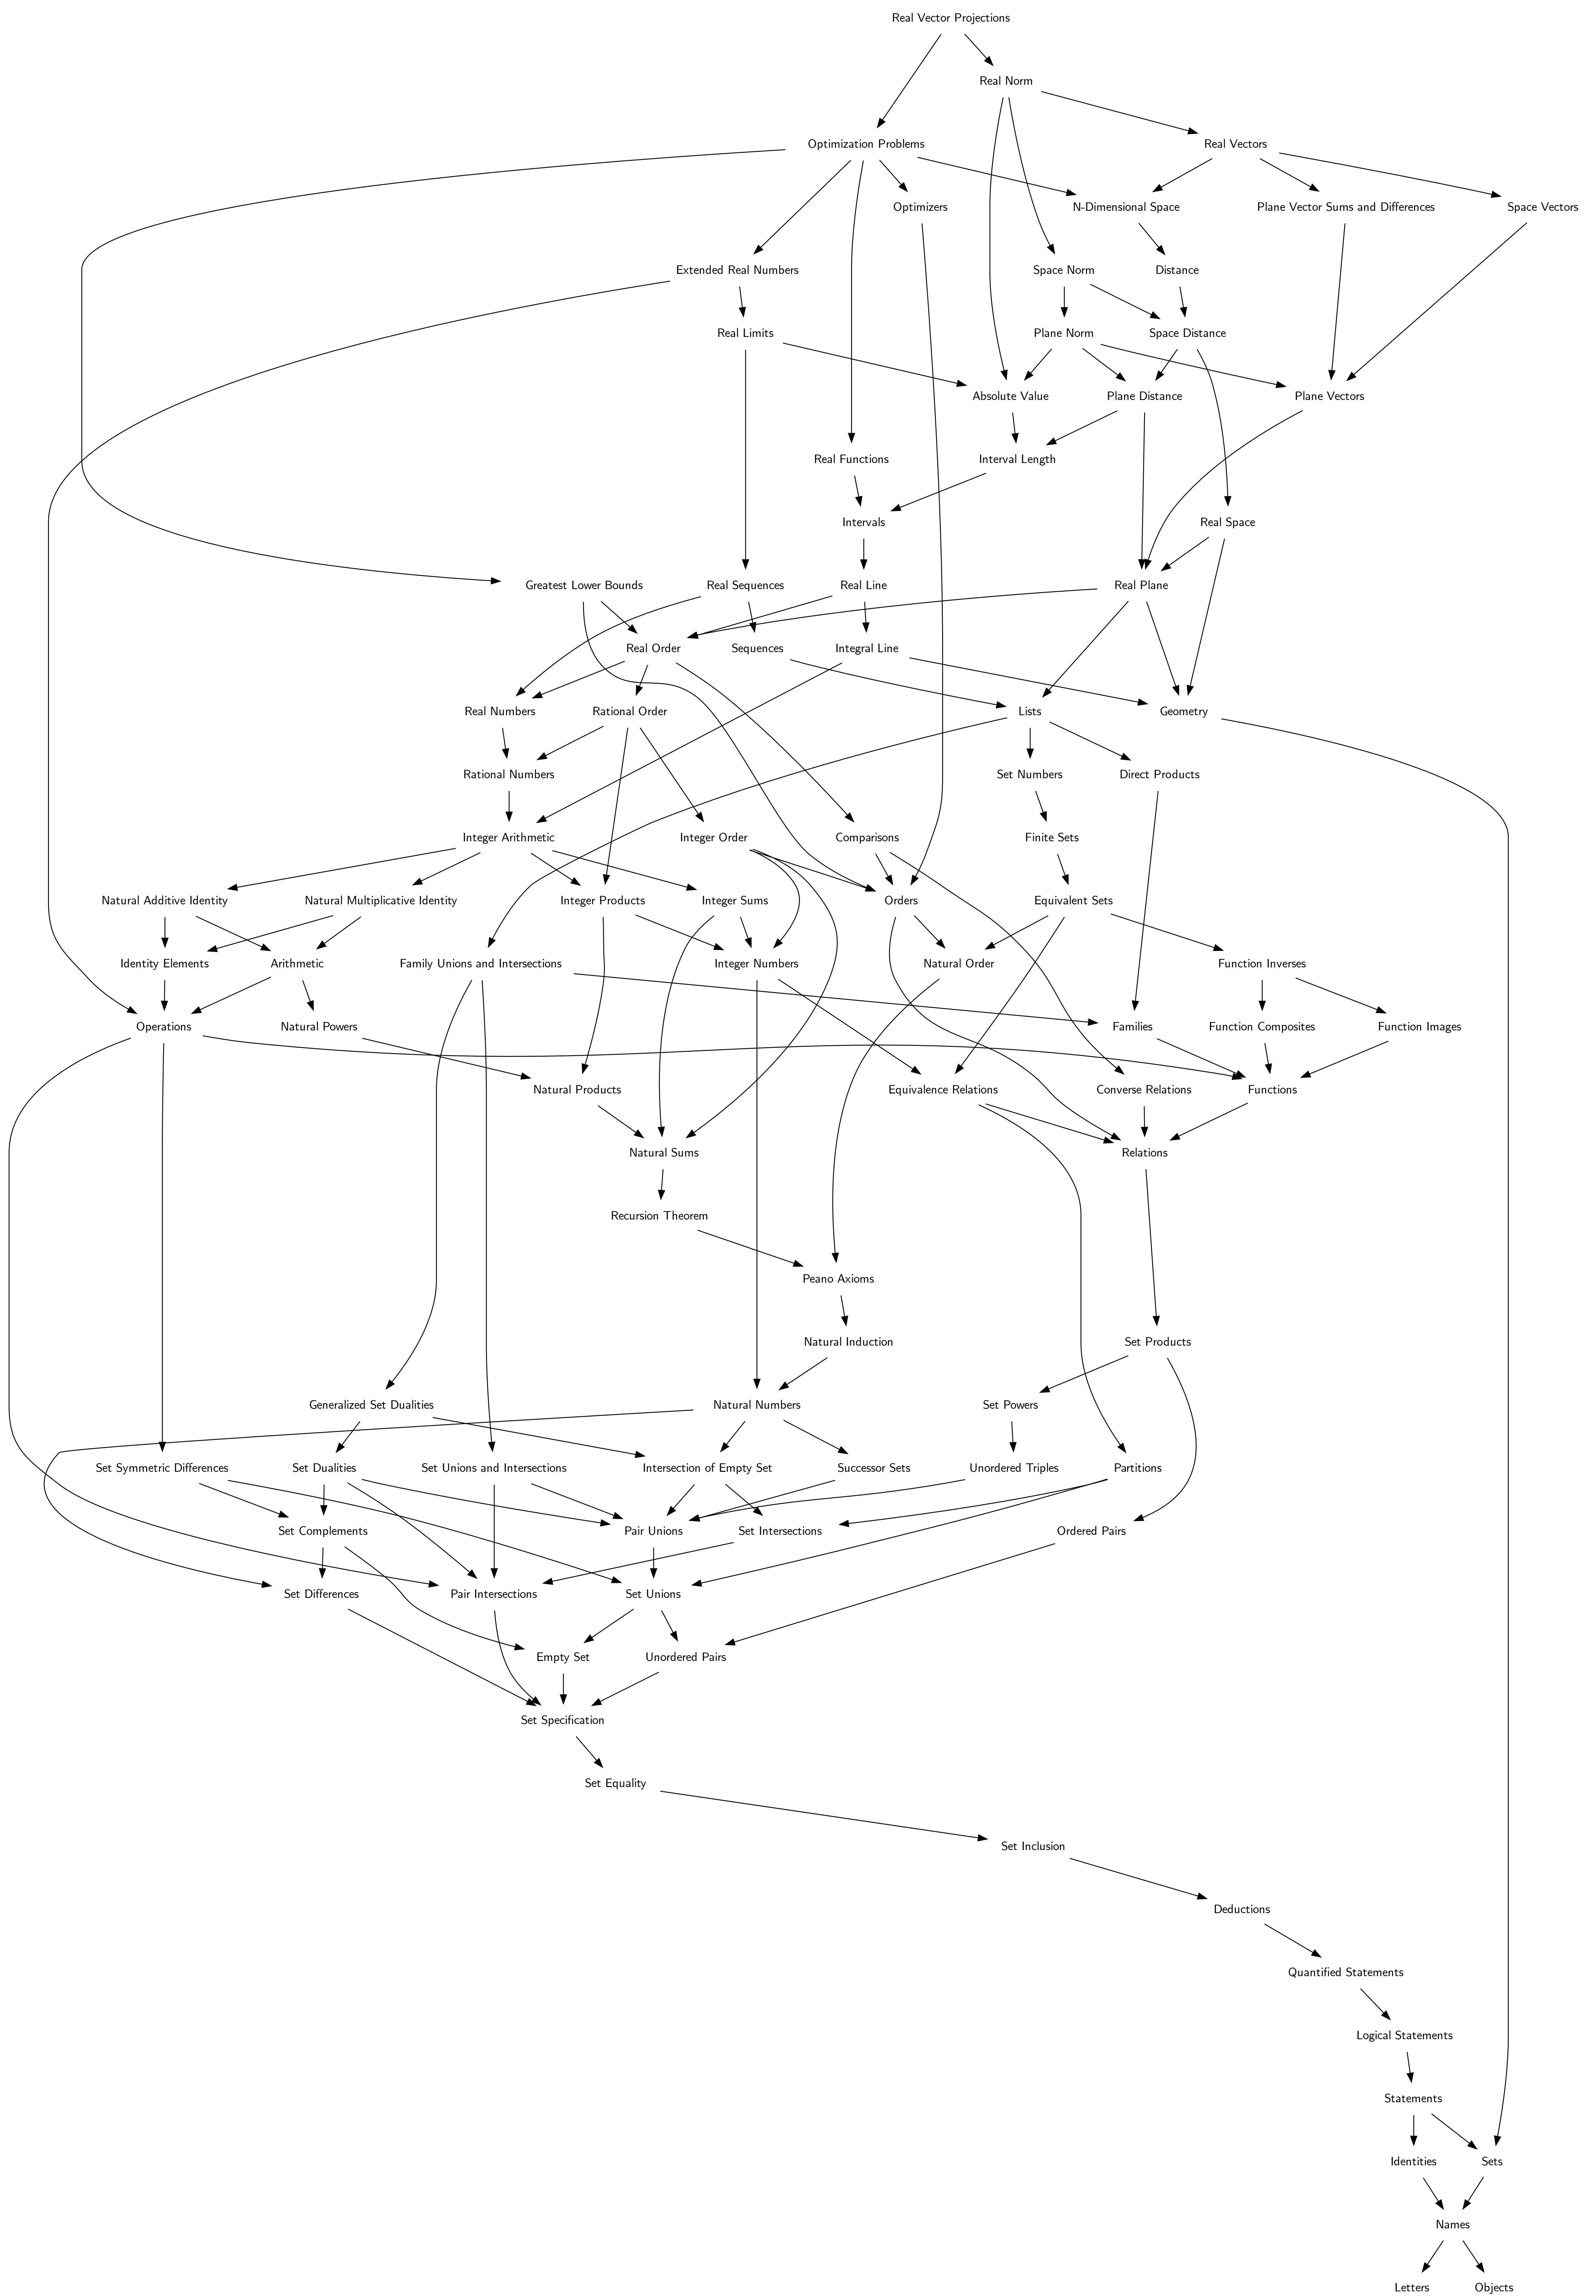 Real Vector Projections
Real Norm
Optimization Problems
Real Vectors
Optimizers
N-Dimensional Space
Plane Vector Sums and Differences
Space Vectors
Extended Real Numbers
Space Norm
Distance
Real Limits
Plane Norm
Space Distance
Absolute Value
Plane Distance
Plane Vectors
Real Functions
Interval Length
Intervals
Real Space
Greatest Lower Bounds
Real Sequences
Real Line
Real Plane
Real Order
Sequences
Integral Line
Real Numbers
Rational Order
Lists
Geometry
Rational Numbers
Set Numbers
Direct Products
Integer Arithmetic
Integer Order
Comparisons
Finite Sets
Natural Additive Identity
Natural Multiplicative Identity
Integer Products
Integer Sums
Orders
Equivalent Sets
Identity Elements
Arithmetic
Family Unions and Intersections
Integer Numbers
Natural Order
Function Inverses
Operations
Natural Powers
Families
Function Composites
Function Images
Natural Products
Equivalence Relations
Converse Relations
Functions
Natural Sums
Relations
Recursion Theorem
Peano Axioms
Natural Induction
Set Products
Generalized Set Dualities
Natural Numbers
Set Powers
Set Symmetric Differences
Set Dualities
Set Unions and Intersections
Intersection of Empty Set
Successor Sets
Unordered Triples
Partitions
Set Complements
Pair Unions
Set Intersections
Ordered Pairs
Set Differences
Pair Intersections
Set Unions
Empty Set
Unordered Pairs
Set Specification
Set Equality
Set Inclusion
Deductions
Quantified Statements
Logical Statements
Statements
Identities
Sets
Names
Letters
Objects